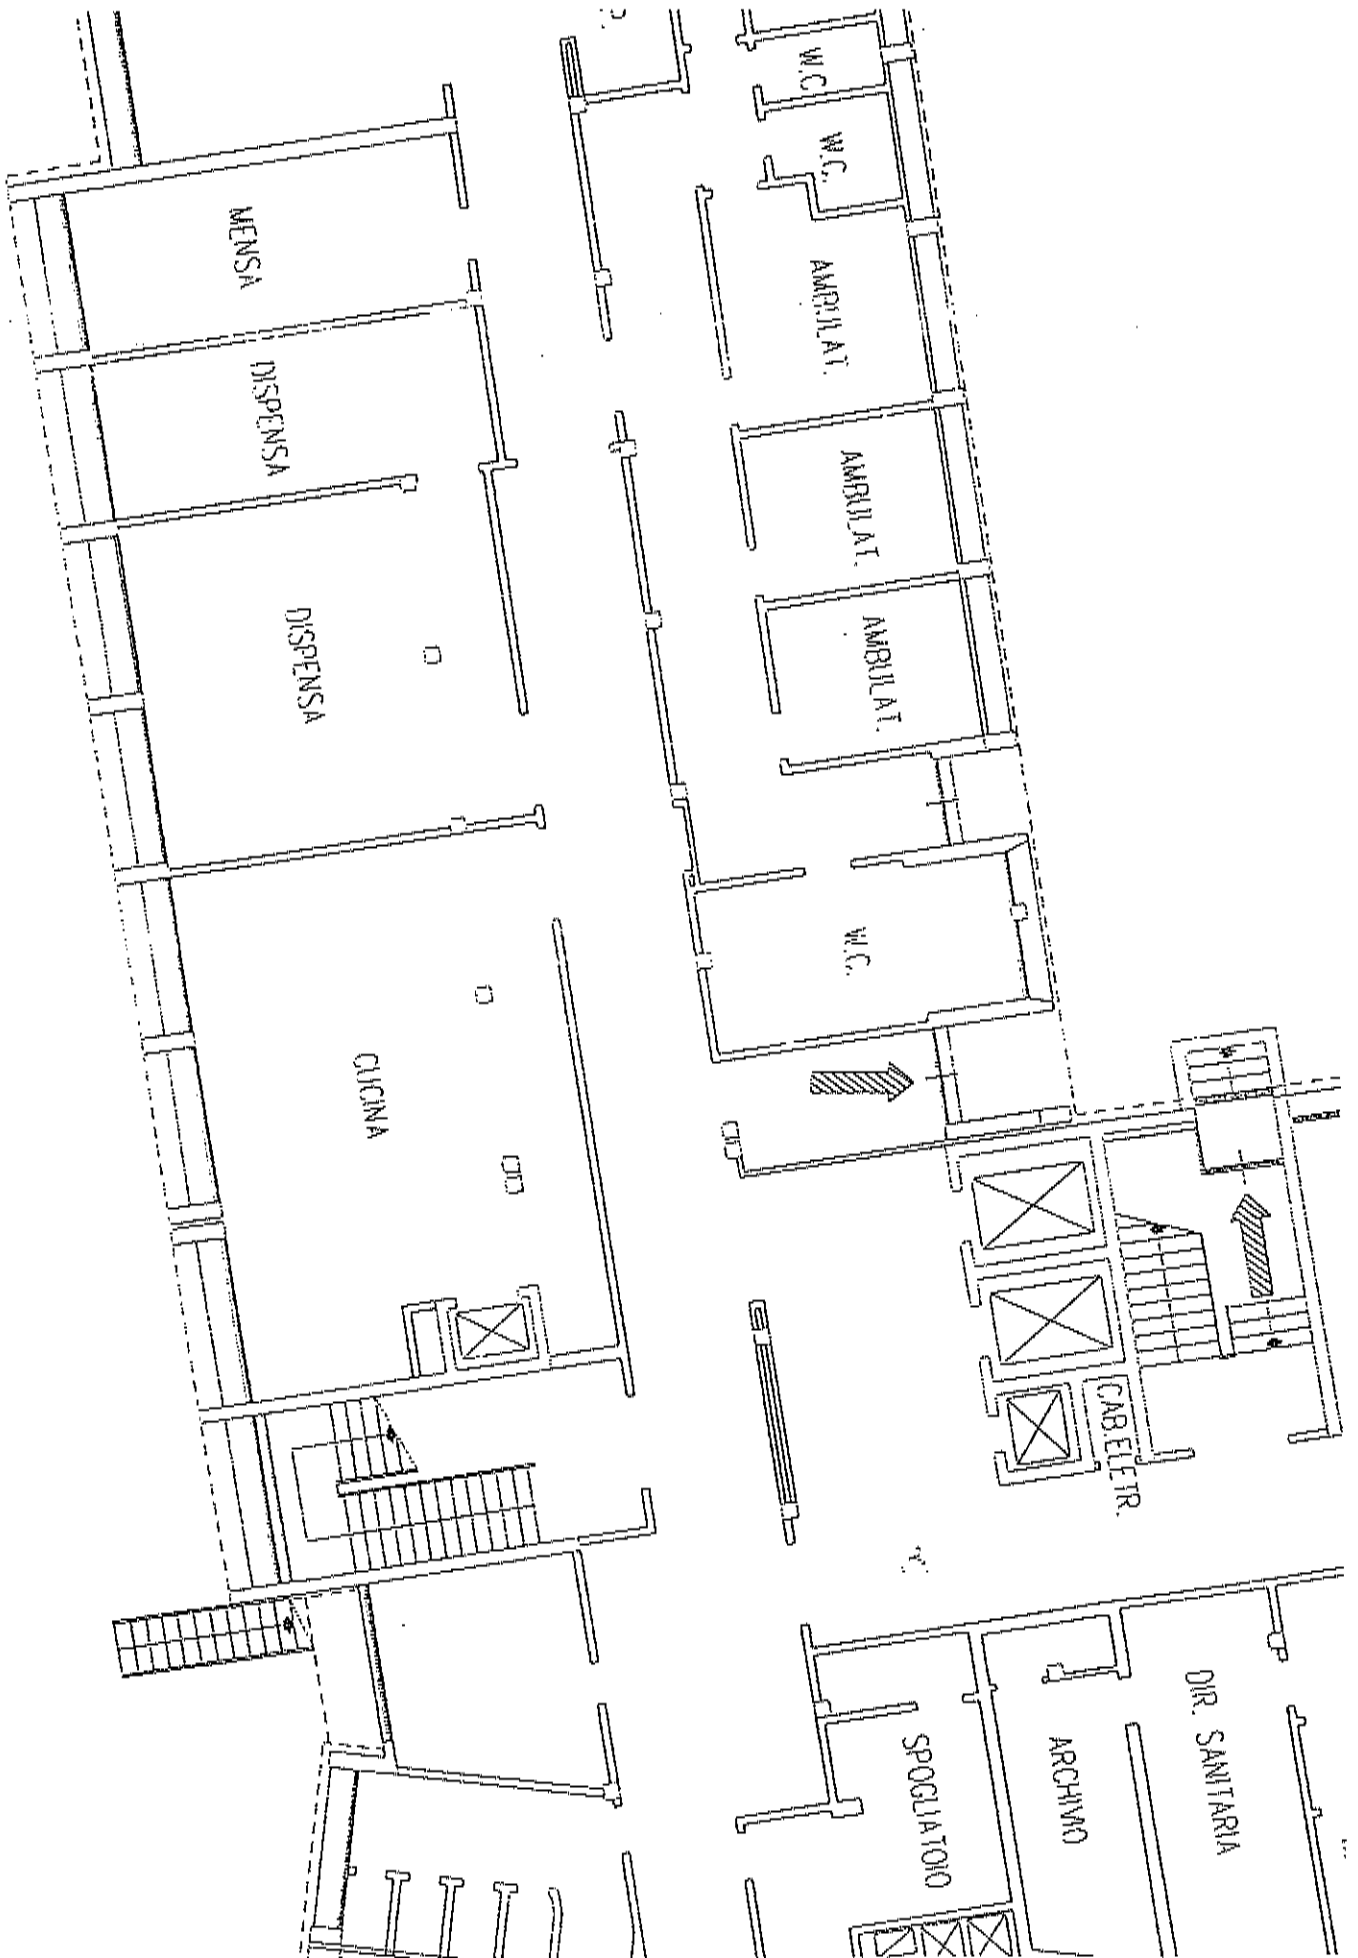 W.C.
W.C.
MENSA
AMBULAT.
DISPENSA
AMBULAT.
DISPENSA
AMBULAT.
W.C.
CUCINA
CAB.ELETR.
DIR. SANITARIA
ARCHIVIO
SPOGLIATOIO